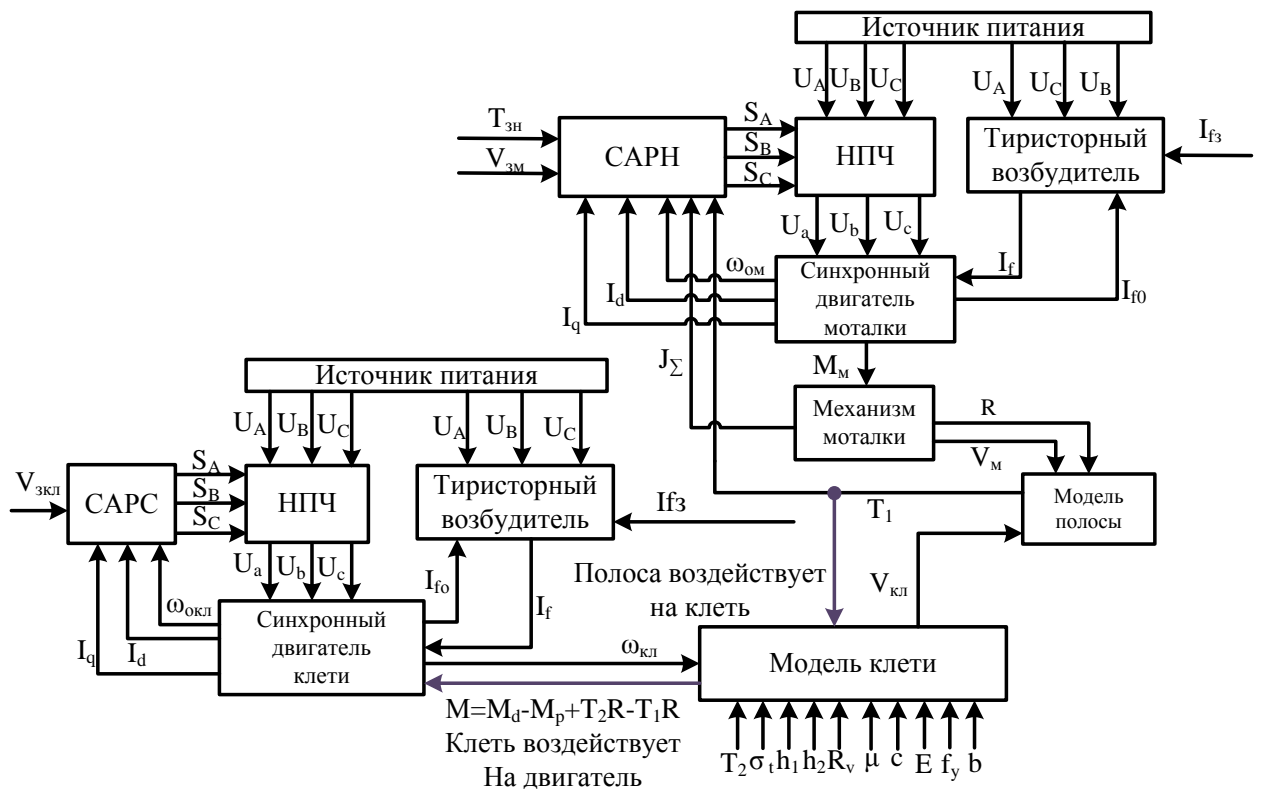 Источник питания
U_A U_B U_C U_A U_C U_B
T_зн
V_зм
САРН
S_A
S_B
S_C
НПЧ
Тиристорный
возбудитель
I_fз
U_a U_b U_c
ω_ом
I_d
I_q
Синхронный
двигатель
моталки
I_f
I_f0
J_Σ
M_м
Механизм
моталки
R
V_м
Модель
полосы
T_1
V_кл
Источник питания
U_A U_B U_C U_A U_B U_C
V_зкл
САРС
S_A
S_B
S_C
НПЧ
Тиристорный
возбудитель
Ifз
U_a U_b U_c
ω_окл
I_q I_d
Синхронный
двигатель
клети
I_fo
I_f
Полоса воздействует
на клеть
ω_кл
Модель клети
M=M_d-M_p+T_2R-T_1R
Клеть воздействует
На двигатель
T_2 σ_t h_1 h_2 R_v μ c E f_y b